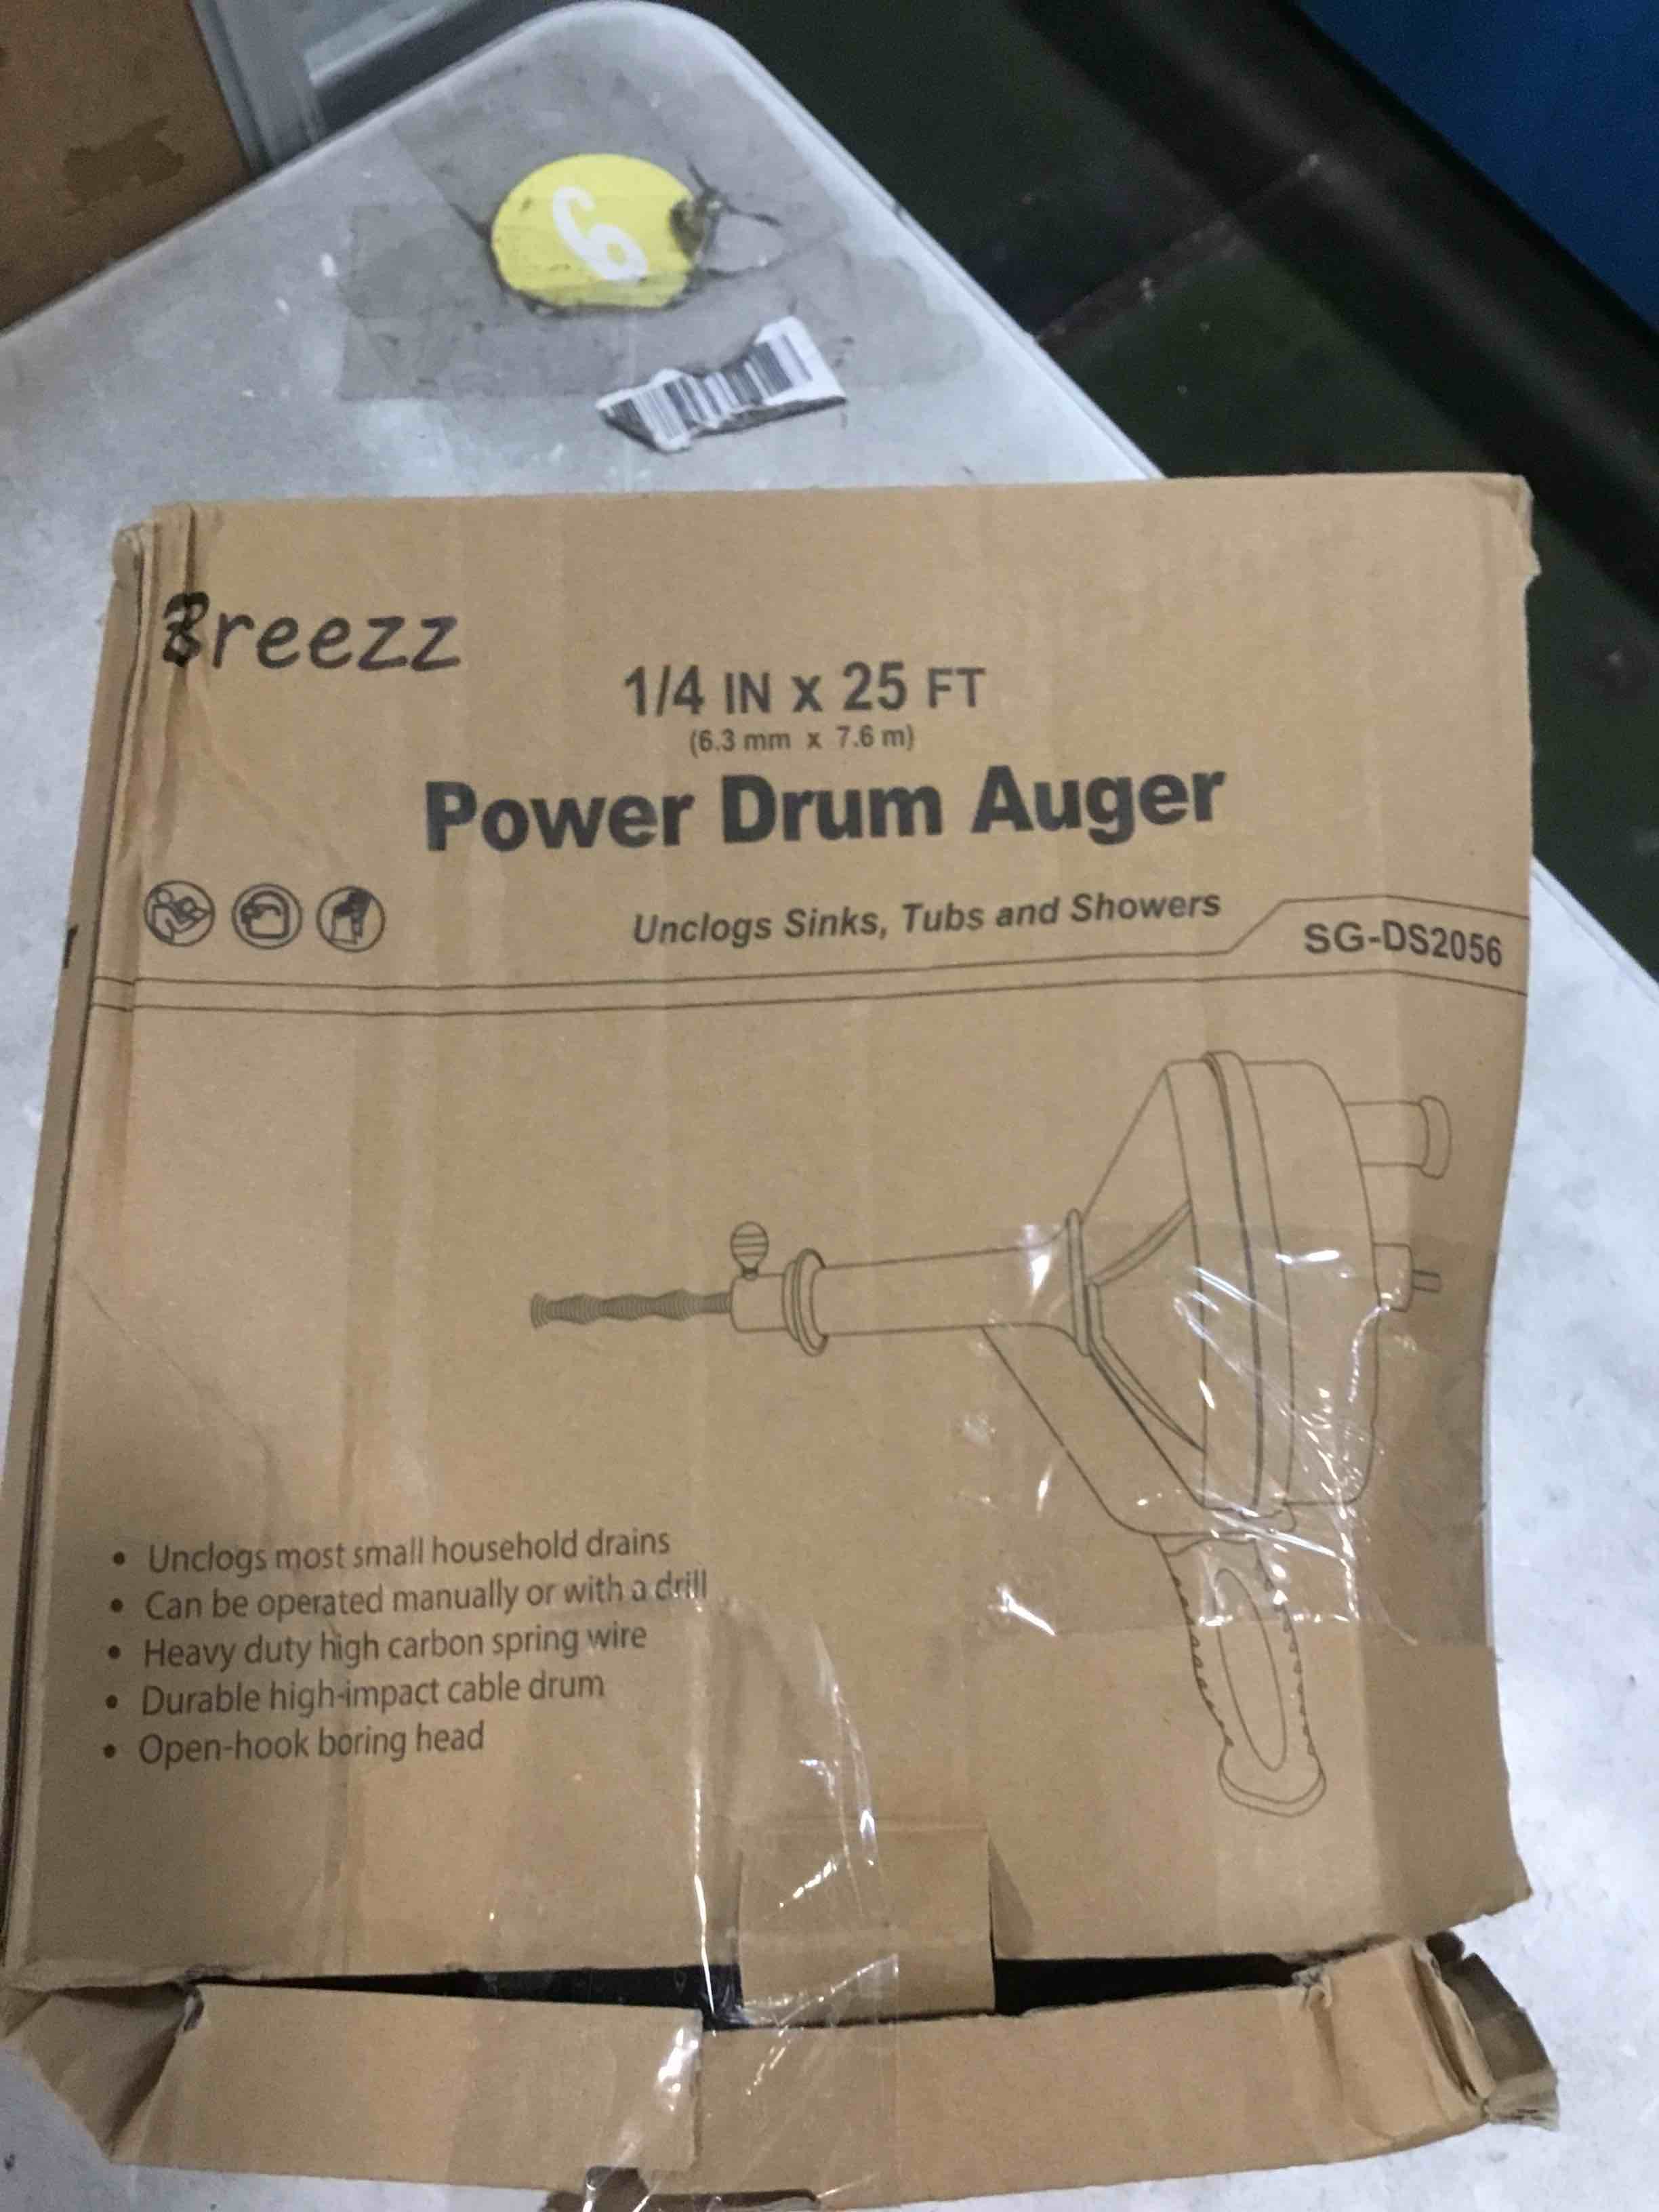 6
Breezz
1/4 IN x 25 FT
(6.3 mm x 7.6 m)
Power Drum Auger
Unclogs Sinks, Tubs and Showers
SG-DS2056
• Unclogs most small household drains
• Can be operated manually or with a drill
• Heavy duty high carbon spring wire
• Durable high-impact cable drum
• Open-hook boring head